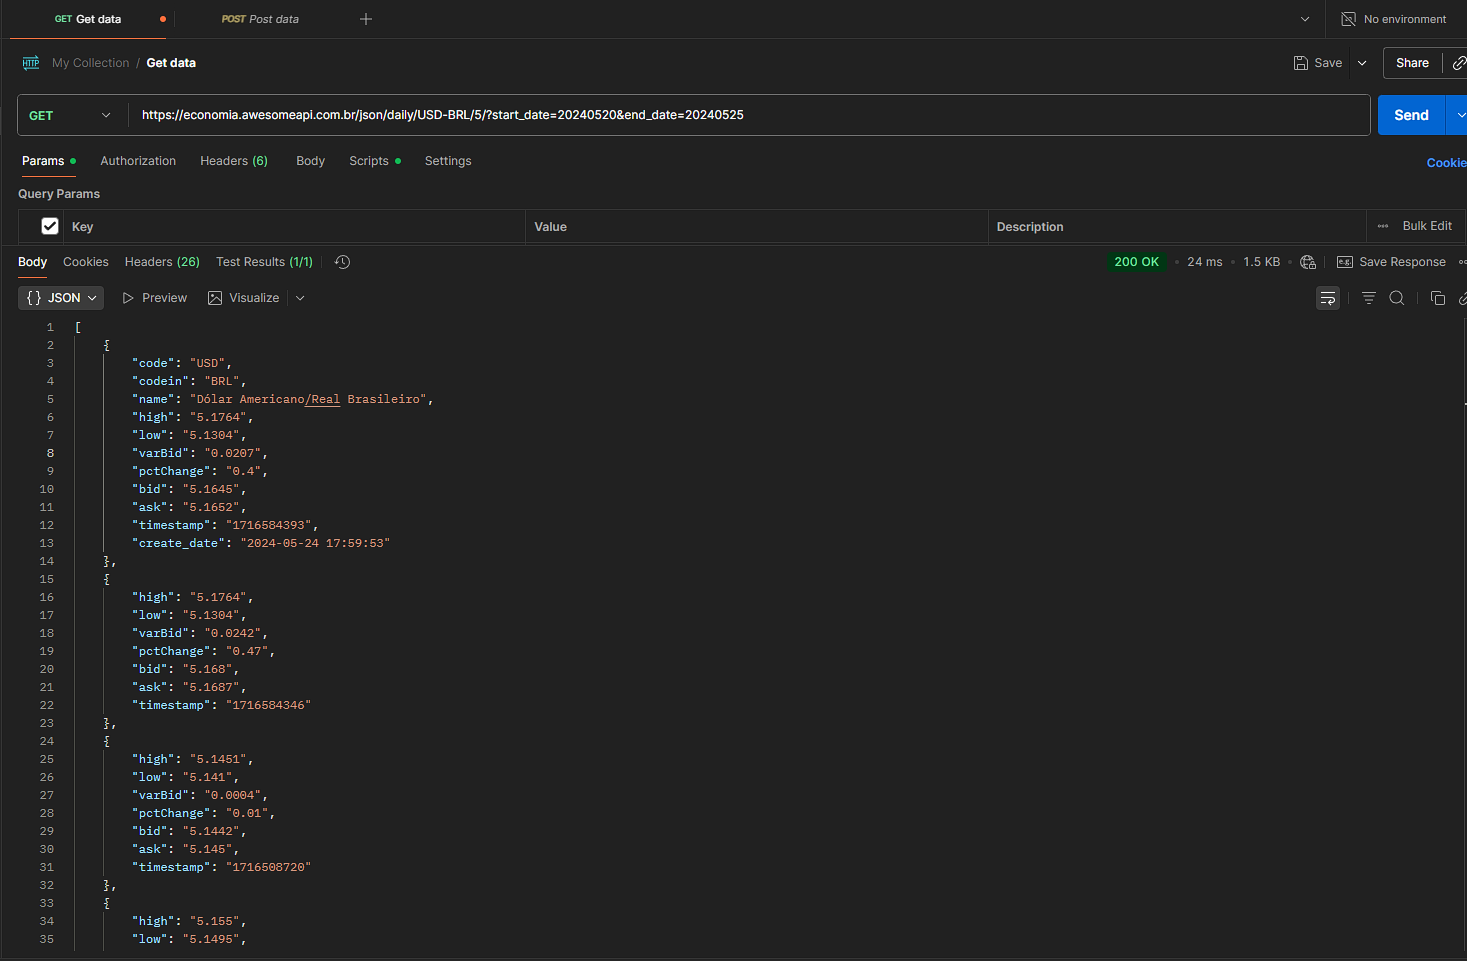 GET Get data
POST Post data
No environment
HTTP My Collection / Get data
Save
Share
GET
https://economia.awesomeapi.com.br/json/daily/USD-BRL/5/?start_date=20240520&end_date=20240525
Send
Params
Authorization
Headers (6)
Body
Scripts
Settings
Cookie
Query Params
Key
Value
Description
Bulk Edit
Body
Cookies
Headers (26)
Test Results (1/1)
200 OK
24 ms
1.5 KB
e.g. Save Response
{} JSON
Preview
Visualize
1 [
2 {
3 "code": "USD",
4 "codein": "BRL",
5 "name": "Dólar Americano/Real Brasileiro",
6 "high": "5.1764",
7 "low": "5.1304",
8 "varBid": "0.0207",
9 "pctChange": "0.4",
10 "bid": "5.1645",
11 "ask": "5.1652",
12 "timestamp": "1716584393",
13 "create_date": "2024-05-24 17:59:53"
14 },
15 {
16 "high": "5.1764",
17 "low": "5.1304",
18 "varBid": "0.0242",
19 "pctChange": "0.47",
20 "bid": "5.168",
21 "ask": "5.1687",
22 "timestamp": "1716584346"
23 },
24 {
25 "high": "5.1451",
26 "low": "5.141",
27 "varBid": "0.0004",
28 "pctChange": "0.01",
29 "bid": "5.1442",
30 "ask": "5.145",
31 "timestamp": "1716508720"
32 },
33 {
34 "high": "5.155",
35 "low": "5.1495",